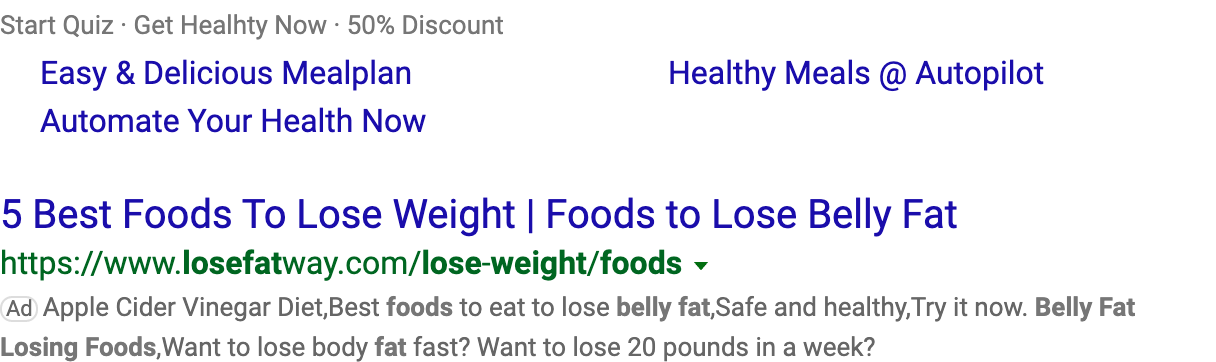 Start Quiz · Get Healhty Now · 50% Discount
Easy & Delicious Mealplan
Healthy Meals @ Autopilot
Automate Your Health Now
5 Best Foods To Lose Weight | Foods to Lose Belly Fat
https://www.losefatway.com/lose-weight/foods
Ad Apple Cider Vinegar Diet,Best foods to eat to lose belly fat,Safe and healthy,Try it now. Belly Fat
Losing Foods,Want to lose body fat fast? Want to lose 20 pounds in a week?